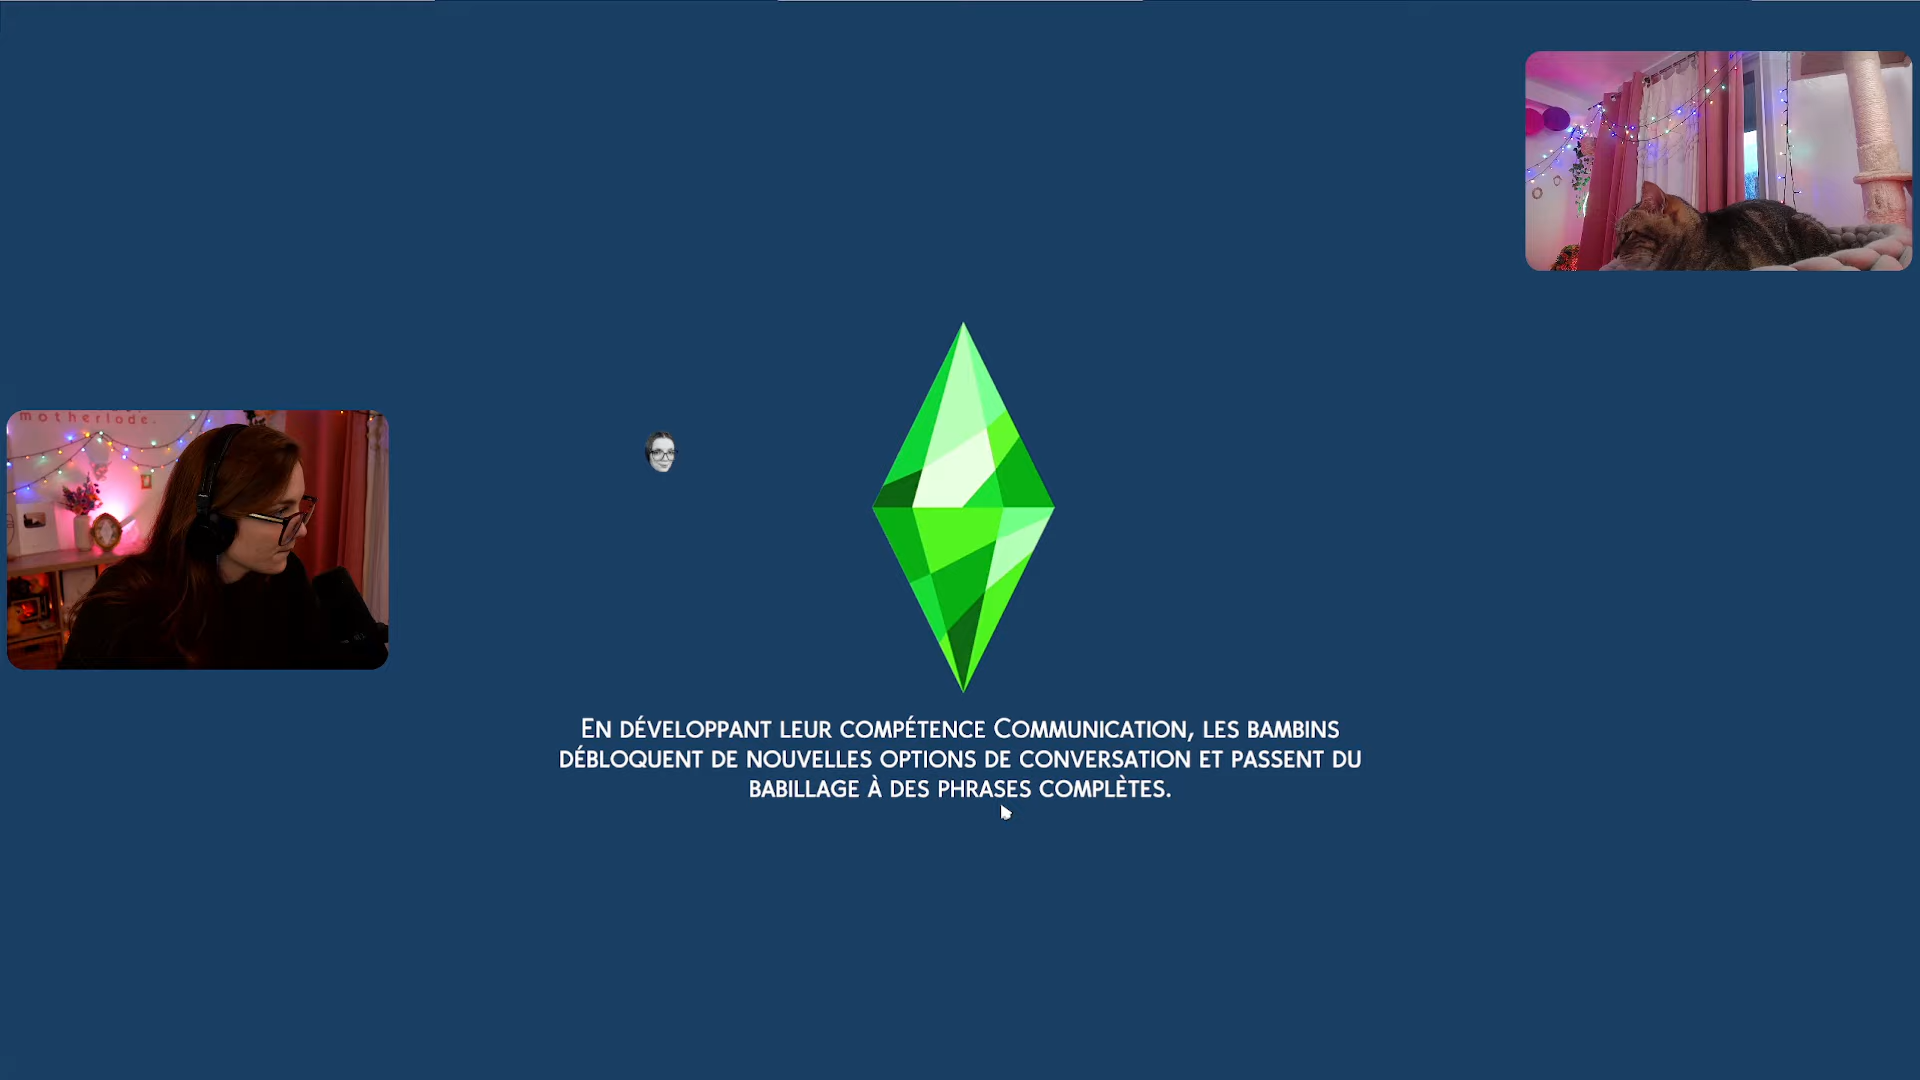 motherlode.
En développant leur compétence Communication, les bambins
débloquent de nouvelles options de conversation et passent du
babillage à des phrases complètes.